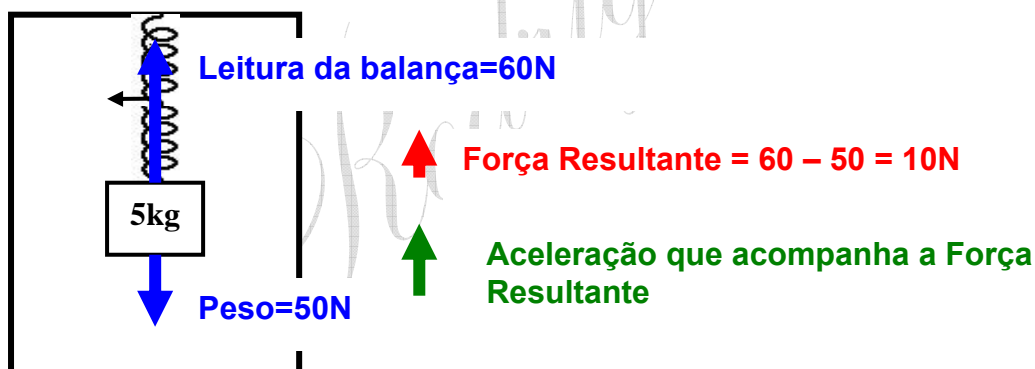 Leitura da balança=60N
Força Resultante = 60 – 50 = 10N
5kg
Aceleração que acompanha a Força
Resultante
Peso=50N